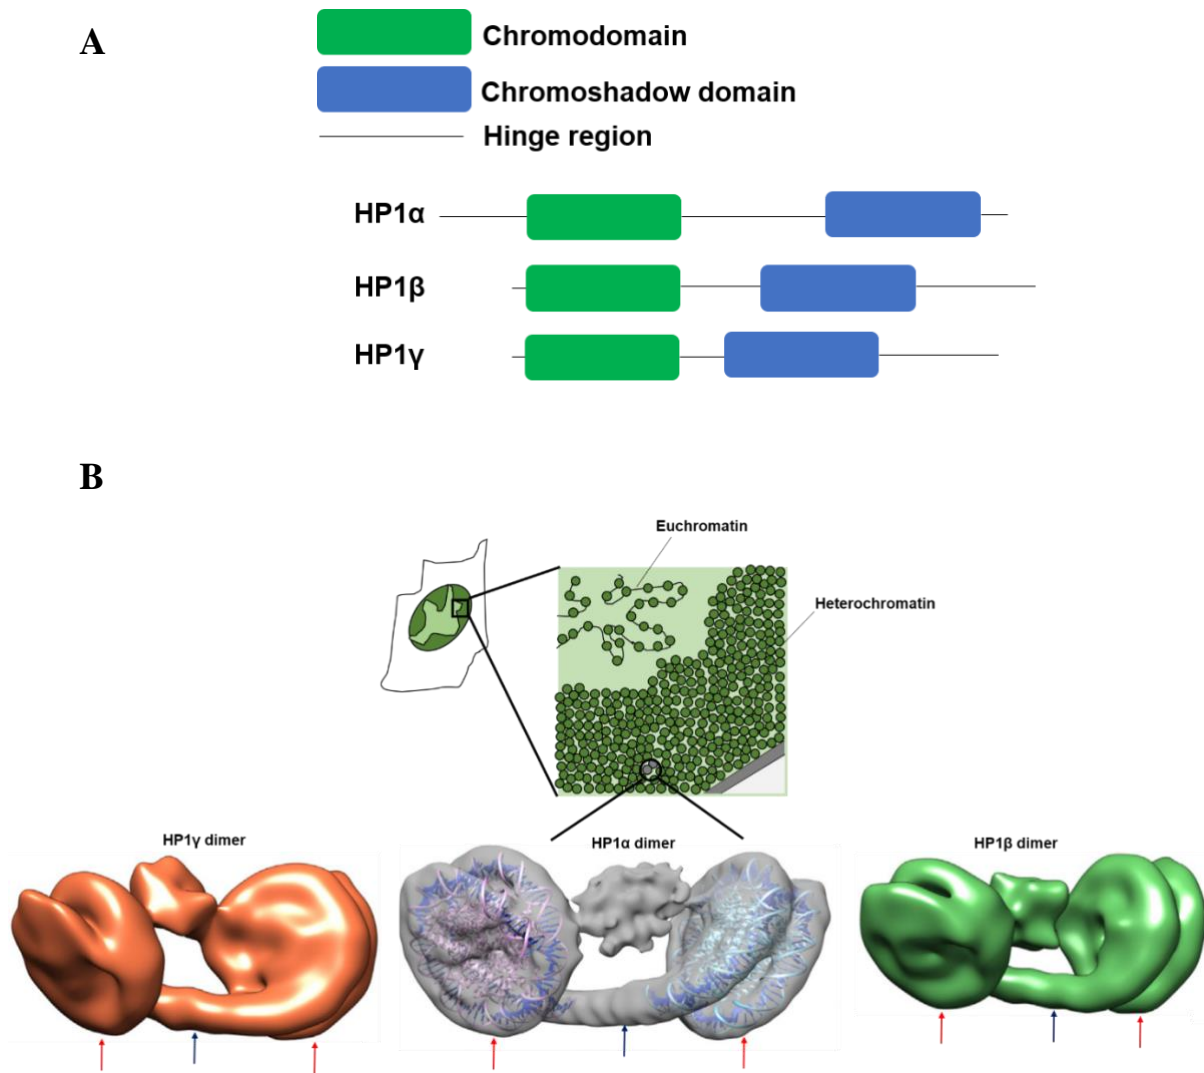 A
Chromodomain
Chromoshadow domain
Hinge region
HP1α
HP1β
HP1γ
B
Euchromatin
Heterochromatin
HP1γ dimer
HP1α dimer
HP1β dimer